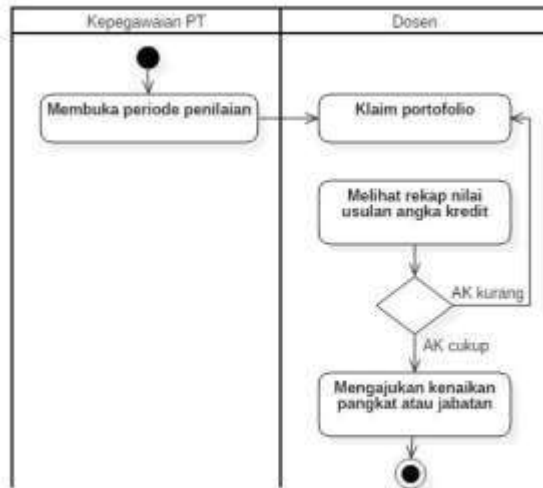 Kepegawaian PT
Dosen
Membuka periode penilaian
Klaim portofolio
Melihat rekap nilai
usulan angka kredit
AK kurang
AK cukup
Mengajukan kenaikan
pangkat atau jabatan